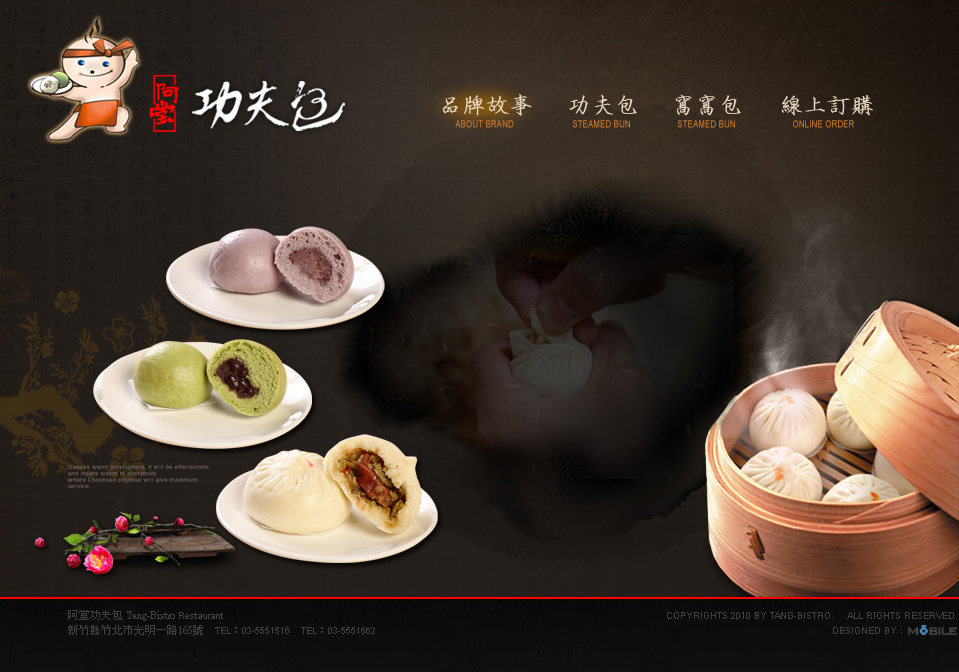 阿堂 功夫包
品牌故事 功夫包 窩窩包 線上訂購
ABOUT BRAND STEAMED BUN STEAMED BUN ONLINE ORDER
warm atmosphere, it will be affectionate
and meets wants to everybody
where Choonsan promise will give maximum
service.
阿堂功夫包 Tang-Bistro Restaurant
新竹縣竹北市光明一路165號 TEL：03-5551516 TEL：03-5551662
COPYRIGHTS 2010 BY TANG-BISTRO. ALL RIGHTS RESERVED.
DESIGNED BY : MOBILE